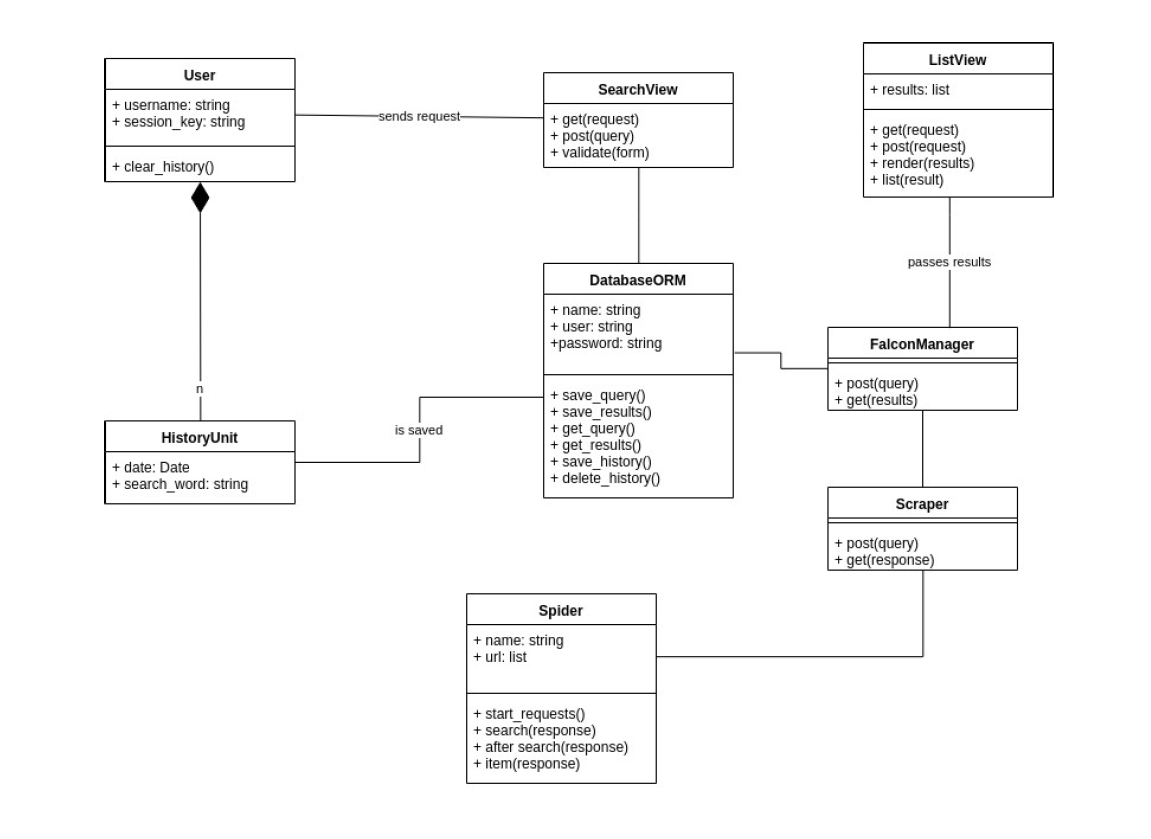 User
+ username: string
+ session_key: string
+ clear_history()
sends request
SearchView
+ get(request)
+ post(query)
+ validate(form)
ListView
+ results: list
+ get(request)
+ post(request)
+ render(results)
+ list(result)
passes results
DatabaseORM
+ name: string
+ user: string
+password: string
+ save_query()
+ save_results()
+ get_query()
+ get_results()
+ save_history()
+ delete_history()
FalconManager
+ post(query)
+ get(results)
n
is saved
HistoryUnit
+ date: Date
+ search_word: string
Scraper
+ post(query)
+ get(response)
Spider
+ name: string
+ url: list
+ start_requests()
+ search(response)
+ after search(response)
+ item(response)